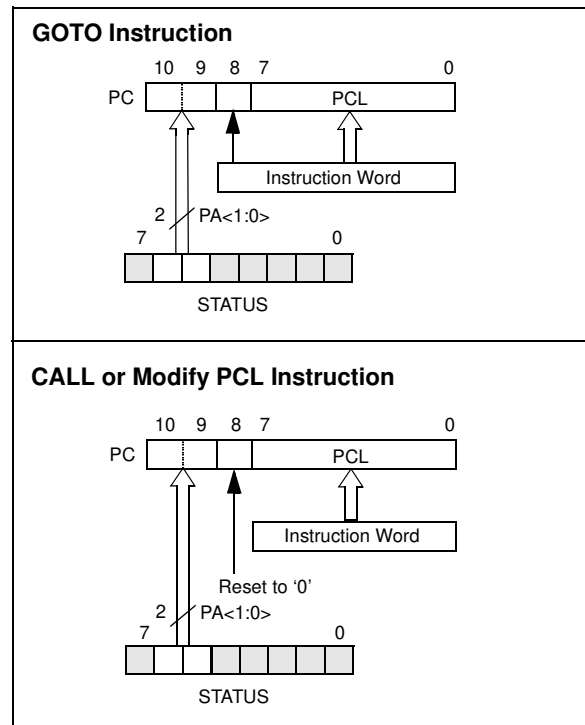 GOTO Instruction
10 9 8 7 0
PC PCL
Instruction Word
2 PA<1:0>
7 0
STATUS
CALL or Modify PCL Instruction
10 9 8 7 0
PC PCL
Instruction Word
Reset to ‘0’
2 PA<1:0>
7 0
STATUS